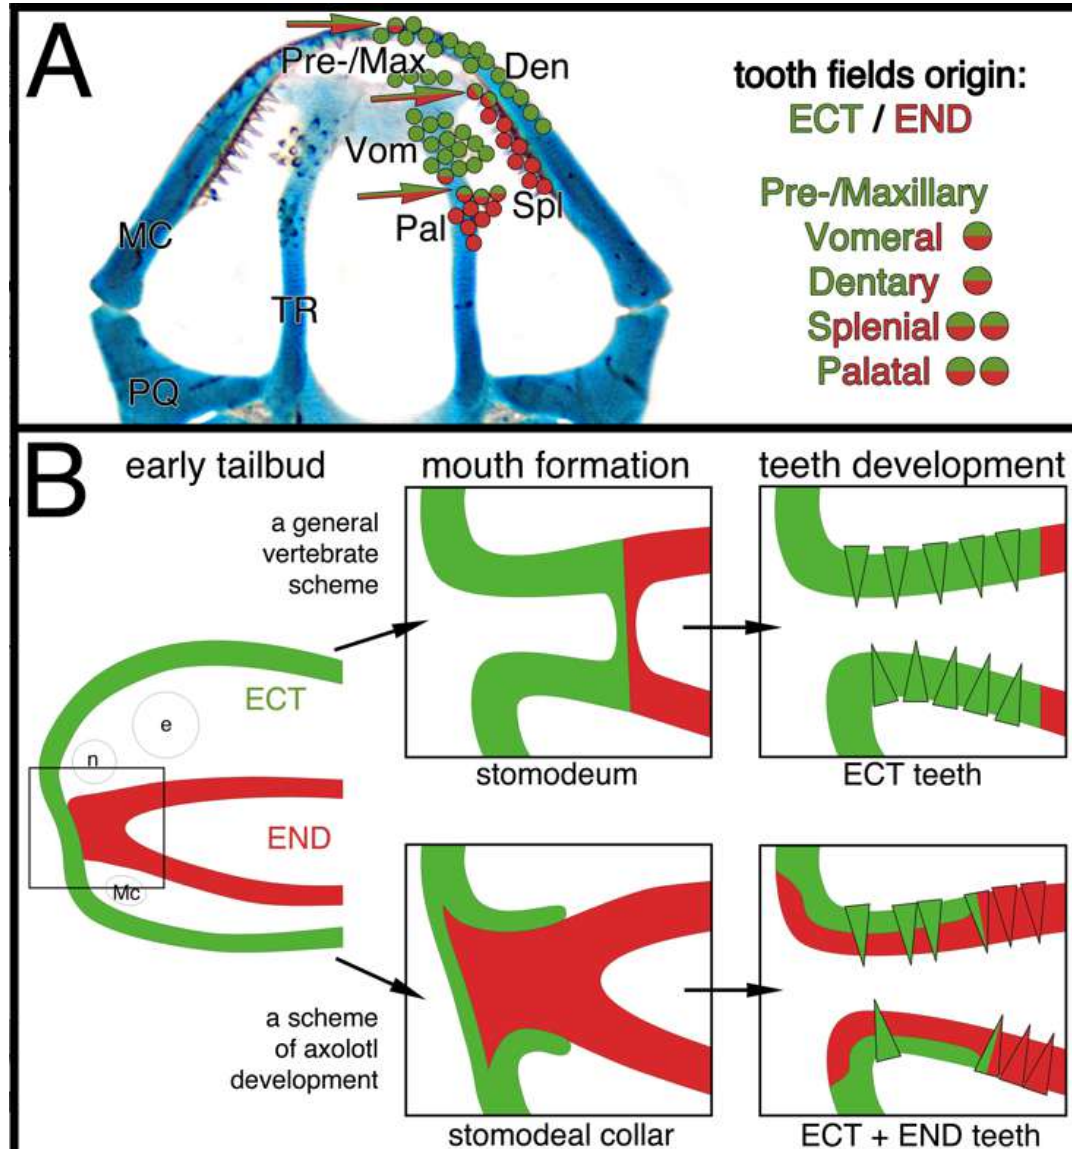 A
Pre-/Max
Den
Vom
Pal
Spl
MC
TR
PQ
tooth fields origin:
ECT / END
Pre-/Maxillary
Vomeral
Dentary
Splenial
Palatal
B
early tailbud
mouth formation
teeth development
a general
vertebrate
scheme
ECT
e
n
END
Mc
stomodeum
ECT teeth
a scheme
of axolotl
development
stomodeal collar
ECT + END teeth